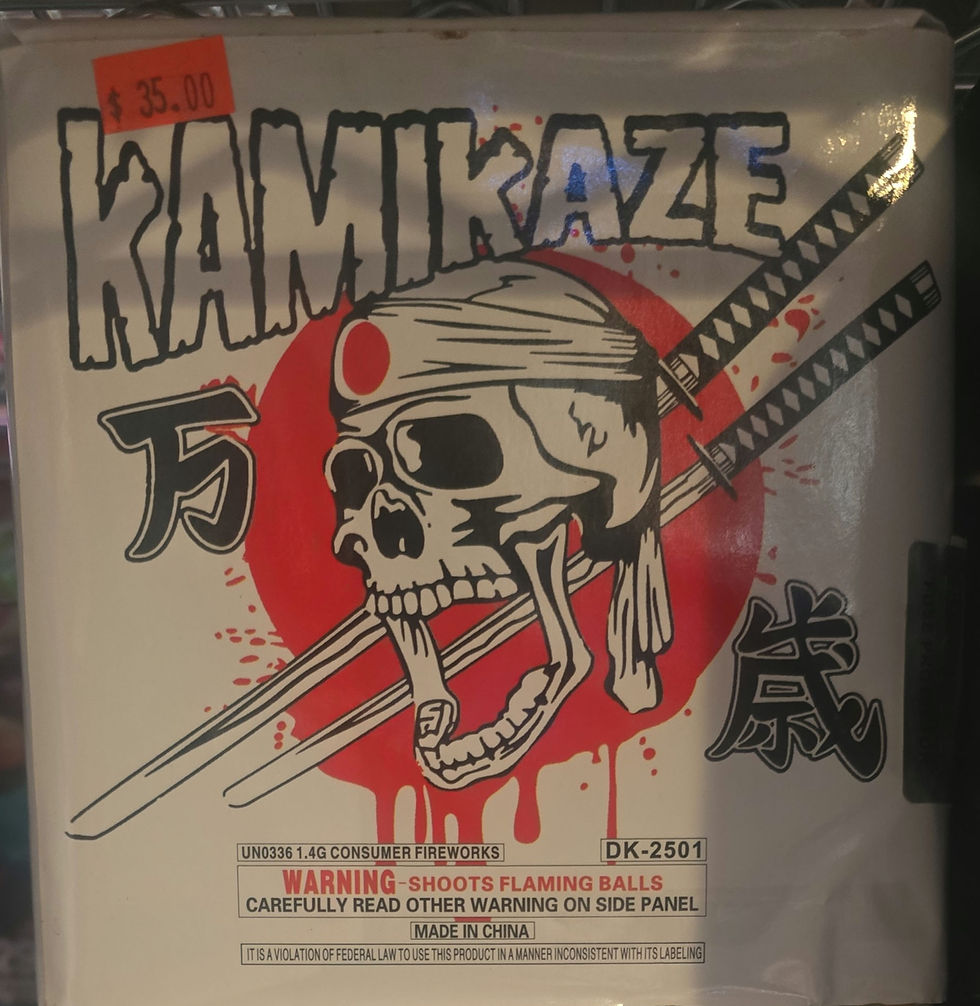 $ 35.00
KAMIKAZE
万
歳
UN0336 1.4G CONSUMER FIREWORKS
DK-2501
WARNING-SHOOTS FLAMING BALLS
CAREFULLY READ OTHER WARNING ON SIDE PANEL
MADE IN CHINA
IT IS A VIOLATION OF FEDERAL LAW TO USE THIS PRODUCT IN A MANNER INCONSISTENT WITH ITS LABELING